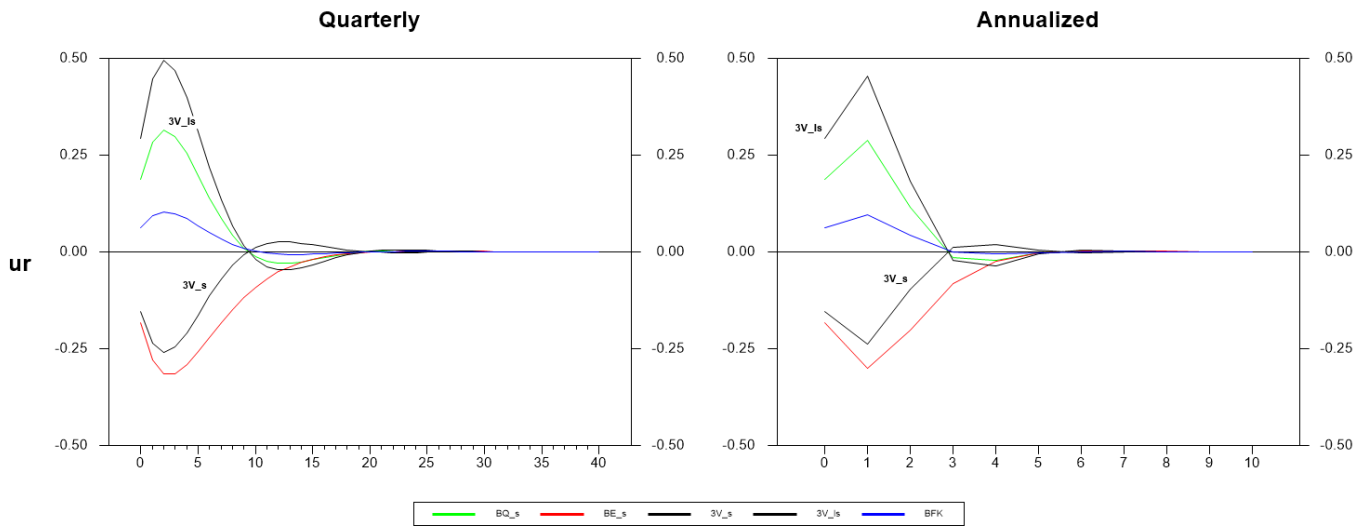 Quarterly
Annualized
0.50 0.50 0.50 0.50
3V_ls
3V_ls
0.25 0.25 0.25 0.25
0.00 0.00 0.00 0.00
ur
3V_s
3V_s
-0.25 -0.25 -0.25 -0.25
-0.50 -0.50 -0.50 -0.50
0 5 10 15 20 25 30 35 40
0 1 2 3 4 5 6 7 8 9 10
BQ_s BE_s 3V_s 3V_ls BFK